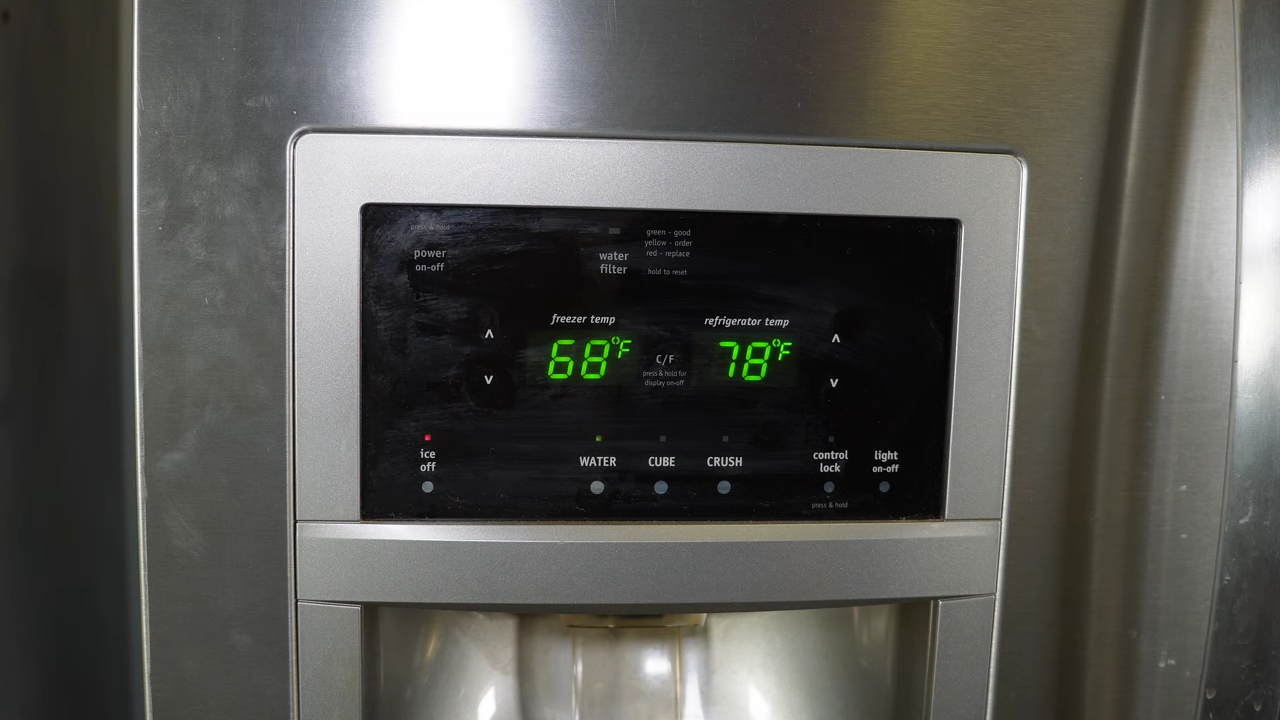 press & hold
power
on-off
water
filter
green - good
yellow - order
red - replace
hold to reset
freezer temp
68°F
C/F
press & hold for
display on-off
refrigerator temp
78°F
ice
off
WATER
CUBE
CRUSH
control
lock
press & hold
light
on-off